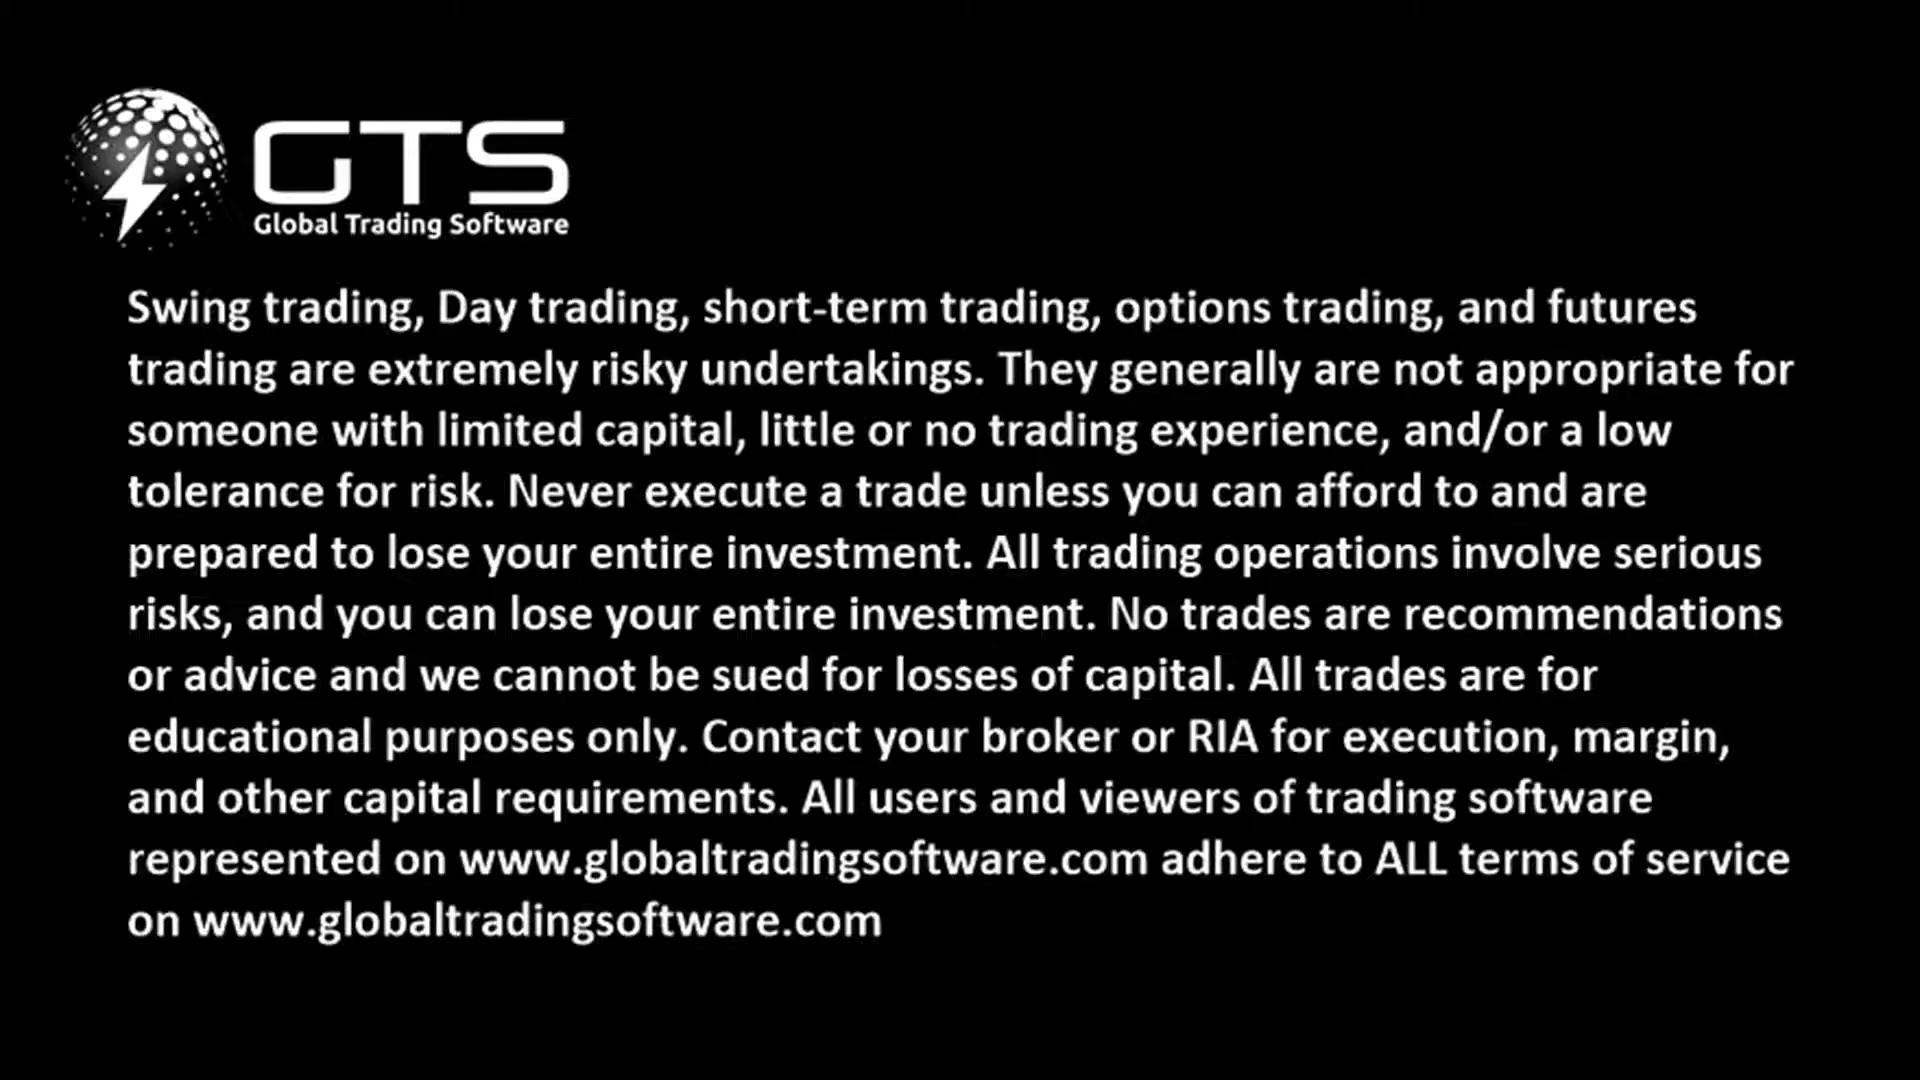 GTS
Global Trading Software
Swing trading, Day trading, short-term trading, options trading, and futures
trading are extremely risky undertakings. They generally are not appropriate for
someone with limited capital, little or no trading experience, and/or a low
tolerance for risk. Never execute a trade unless you can afford to and are
prepared to lose your entire investment. All trading operations involve serious
risks, and you can lose your entire investment. No trades are recommendations
or advice and we cannot be sued for losses of capital. All trades are for
educational purposes only. Contact your broker or RIA for execution, margin,
and other capital requirements. All users and viewers of trading software
represented on www.globaltradingsoftware.com adhere to ALL terms of service
on www.globaltradingsoftware.com